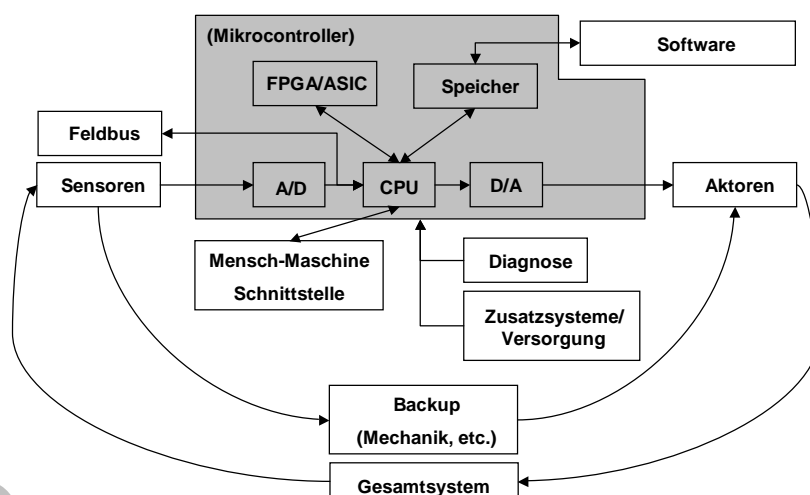 (Mikrocontroller)
Software
FPGA/ASIC
Speicher
Feldbus
Sensoren
A/D
CPU
D/A
Aktoren
Mensch-Maschine
Schnittstelle
Diagnose
Zusatzsysteme/
Versorgung
Backup
(Mechanik, etc.)
Gesamtsystem